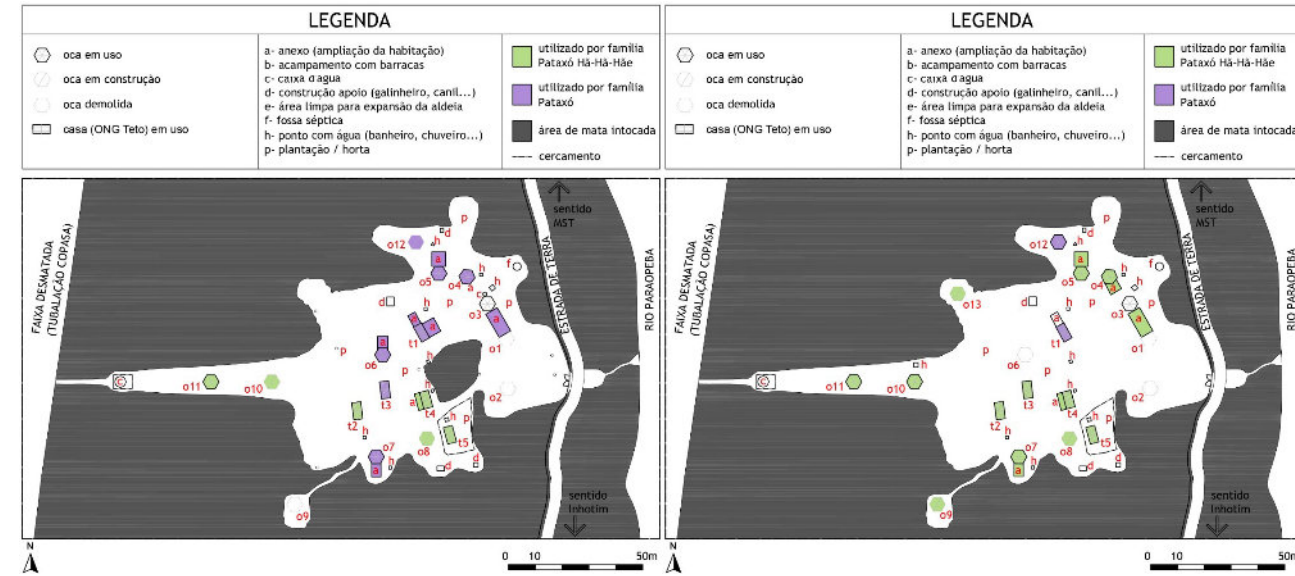 LEGENDA
oca em uso
oca em construção
oca demolida
casa (ONG Teto) em uso
a- anexo (ampliação da habitação)
b- acampamento com barracas
c- caixa d'agua
d- construção apoio (galinheiro, canil...)
e- área limpa para expansão da aldeia
f- fossa séptica
h- ponto com água (banheiro, chuveiro...)
p- plantação / horta
utilizado por família
Pataxó Hã-Hã-Hãe
utilizado por família
Pataxó
área de mata intocada
cercamento
LEGENDA
oca em uso
oca em construção
oca demolida
casa (ONG Teto) em uso
a- anexo (ampliação da habitação)
b- acampamento com barracas
c- caixa d'agua
d- construção apoio (galinheiro, canil...)
e- área limpa para expansão da aldeia
f- fossa séptica
h- ponto com água (banheiro, chuveiro...)
p- plantação / horta
utilizado por família
Pataxó Hã-Hã-Hãe
utilizado por família
Pataxó
área de mata intocada
cercamento
FAIXA DESMATADA
(TUBALAÇÃO COPASA)
sentido
MST
ESTRADA DE TERRA
RIO PARAOPEBA
p
d
h
o12
a
o5
o4
h
f
a
c
h
d
h
p
o3
p
a
a
a
o1
t1
a
p
o6
h
p
c
o11
o10
t3
h
o2
a
t4
t2
h
p
h
o8
t5
o7
a
h
d
d
o9
sentido
Inhotim
N
0 10 50m
FAIXA DESMATADA
(TUBALAÇÃO COPASA)
sentido
MST
ESTRADA DE TERRA
RIO PARAOPEBA
p
d
h
o12
a
o5
o4
h
f
a
h
o13
d
h
p
o3
p
a
a
o1
t1
p
o6
h
p
h
c
o11
o10
t3
h
o2
a
t4
t2
h
p
h
o8
t5
o7
a
h
d
d
o9
sentido
Inhotim
N
0 10 50m